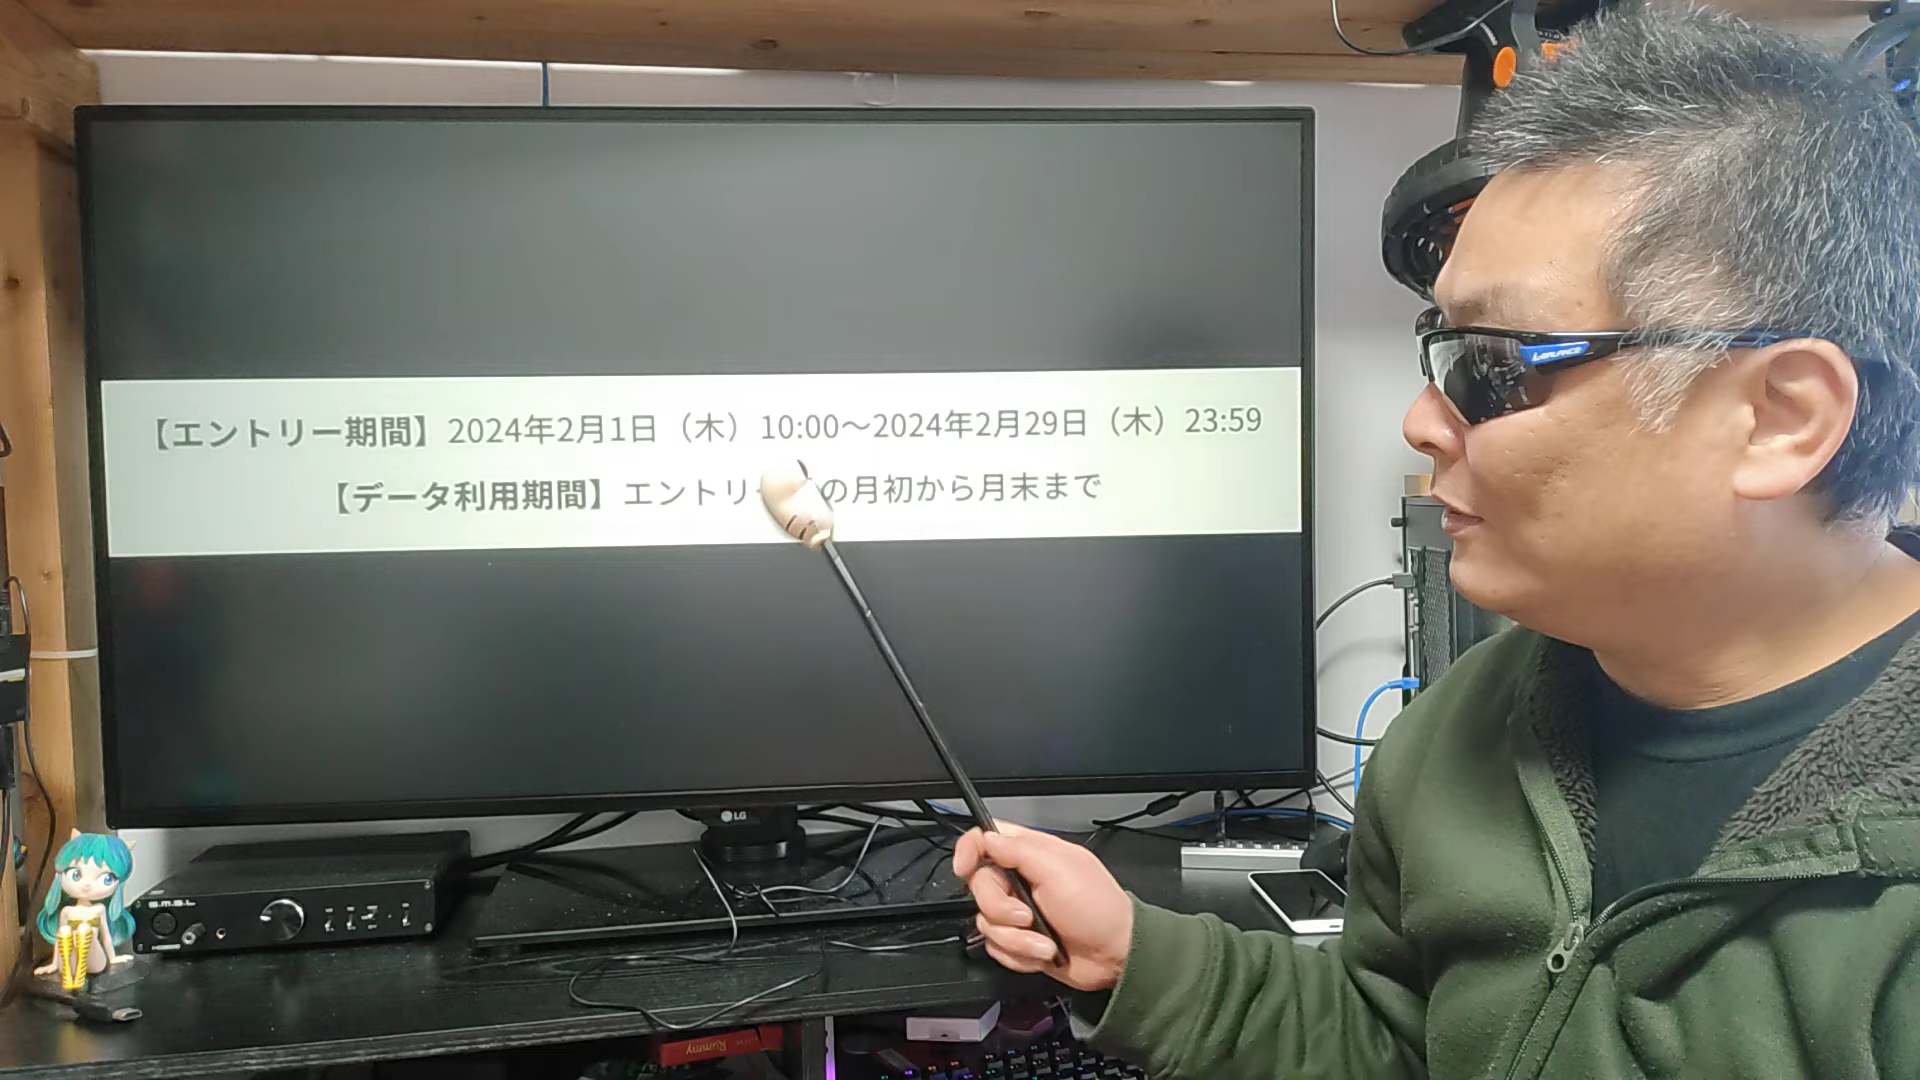 【エントリー期間】2024年2月1日（木）10:00〜2024年2月29日（木）23:59
【データ利用期間】エントリ の月初から月末まで
LG
S.M.S.L
Rummy